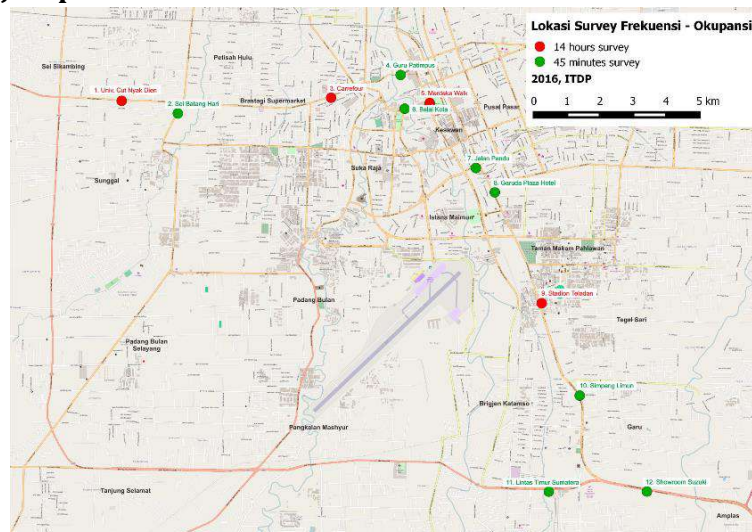 Lokasi Survey Frekuensi - Okupansi
14 hours survey
45 minutes survey
2016, ITDP
0 1 2 3 4 5 km
Sei Sikambing
Petisah Hulu
4. Guru Patimpus
1. Univ. Cut Nyak Dien
2. Sei Batang Hari
Brastagi Supermarket
3. Carrefour
5. Merdeka Walk
6. Balai Kota
Pusat Pasar
Kesawan
7. Jalan Pandu
Sunggal
Suka Raja
8. Garuda Plaza Hotel
Istana Maimun
Taman Makam Pahlawan
Padang Bulan
9. Stadion Teladan
Tegal Sari
Padang Bulan
Selayang
10. Simpang Limun
Brigjen Katamso
Garu
Pangkalan Mashyur
Tanjung Selamat
11. Lintas Timur Sumatera
12. Showroom Suzuki
Amplas